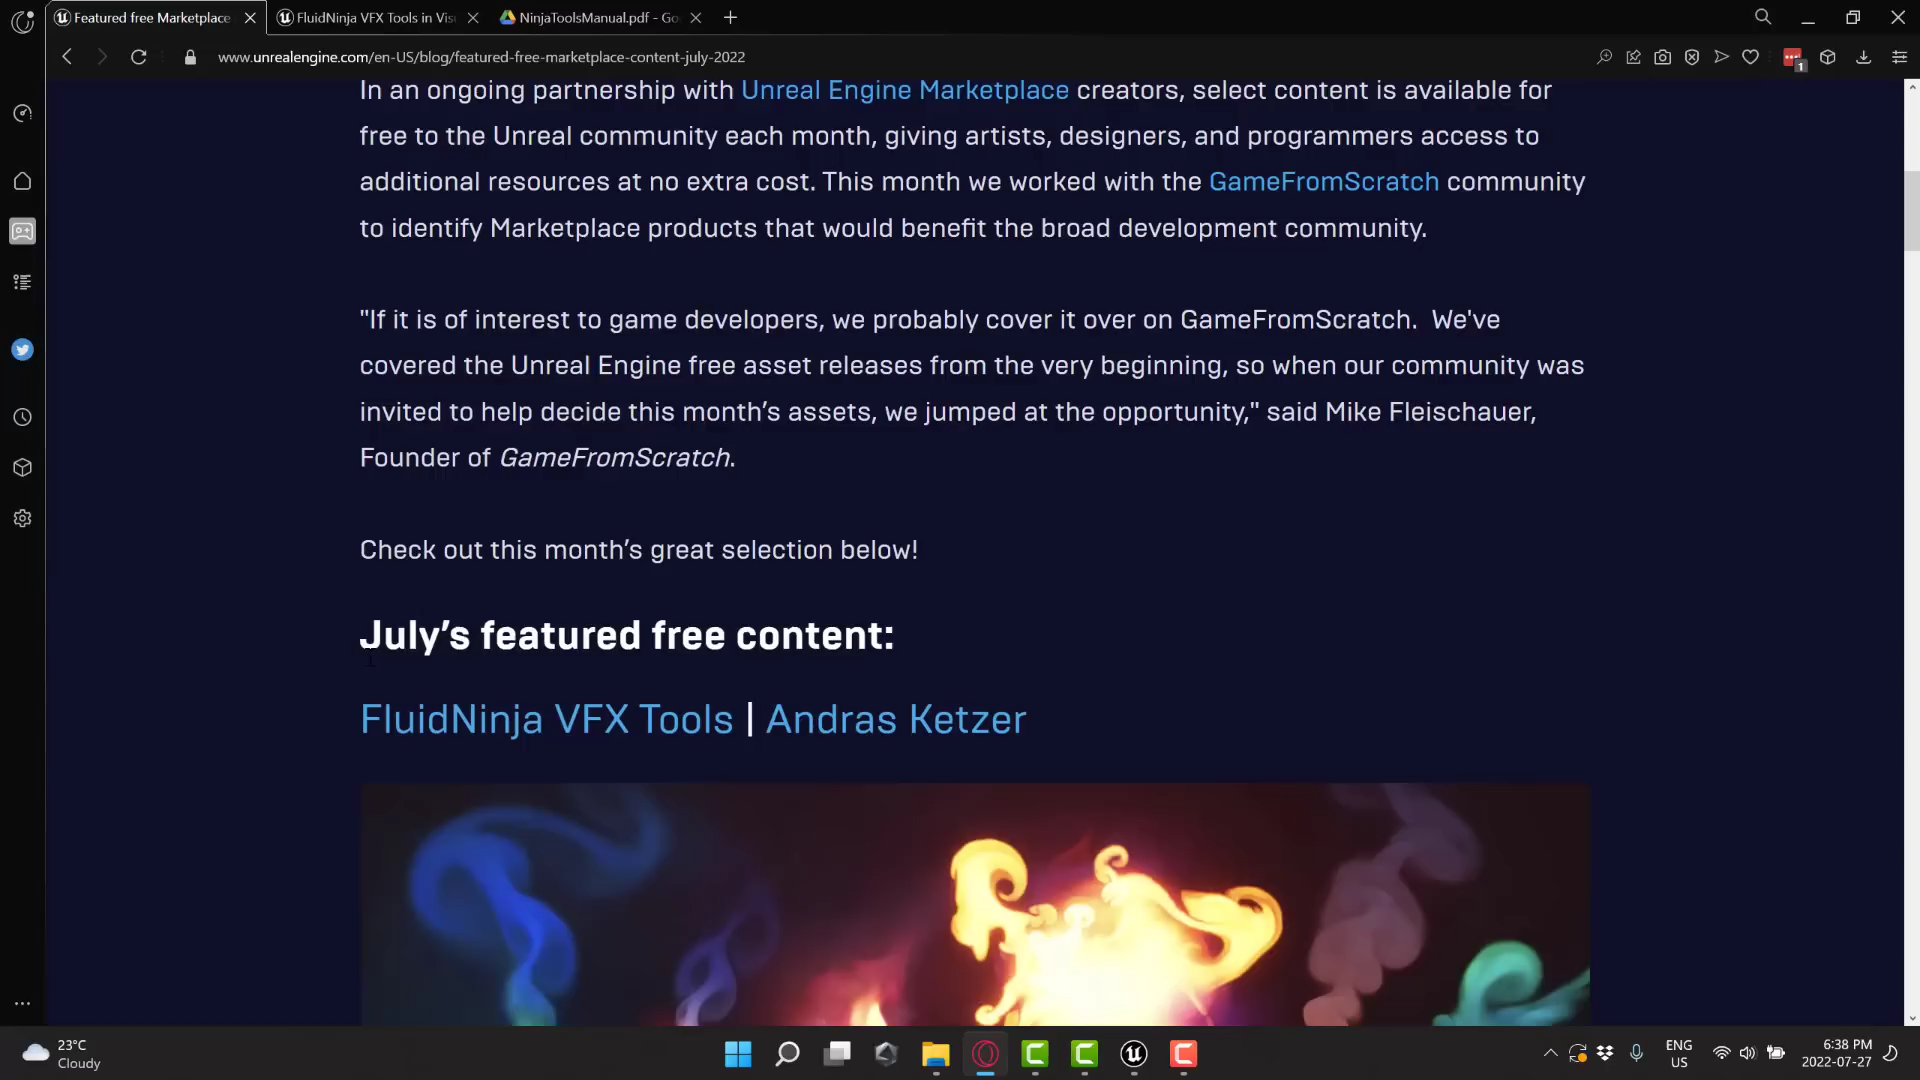 Featured free Marketplace
FluidNinja VFX Tools in Vis
NinjaToolsManual.pdf - Go
www.unrealengine.com/en-US/blog/featured-free-marketplace-content-july-2022
1
In an ongoing partnership with Unreal Engine Marketplace creators, select content is available for
free to the Unreal community each month, giving artists, designers, and programmers access to
additional resources at no extra cost. This month we worked with the GameFromScratch community
to identify Marketplace products that would benefit the broad development community.
"If it is of interest to game developers, we probably cover it over on GameFromScratch. We've
covered the Unreal Engine free asset releases from the very beginning, so when our community was
invited to help decide this month’s assets, we jumped at the opportunity," said Mike Fleischauer,
Founder of GameFromScratch.
Check out this month’s great selection below!
July’s featured free content:
FluidNinja VFX Tools | Andras Ketzer
23°C
Cloudy
ENG
US
6:38 PM
2022-07-27